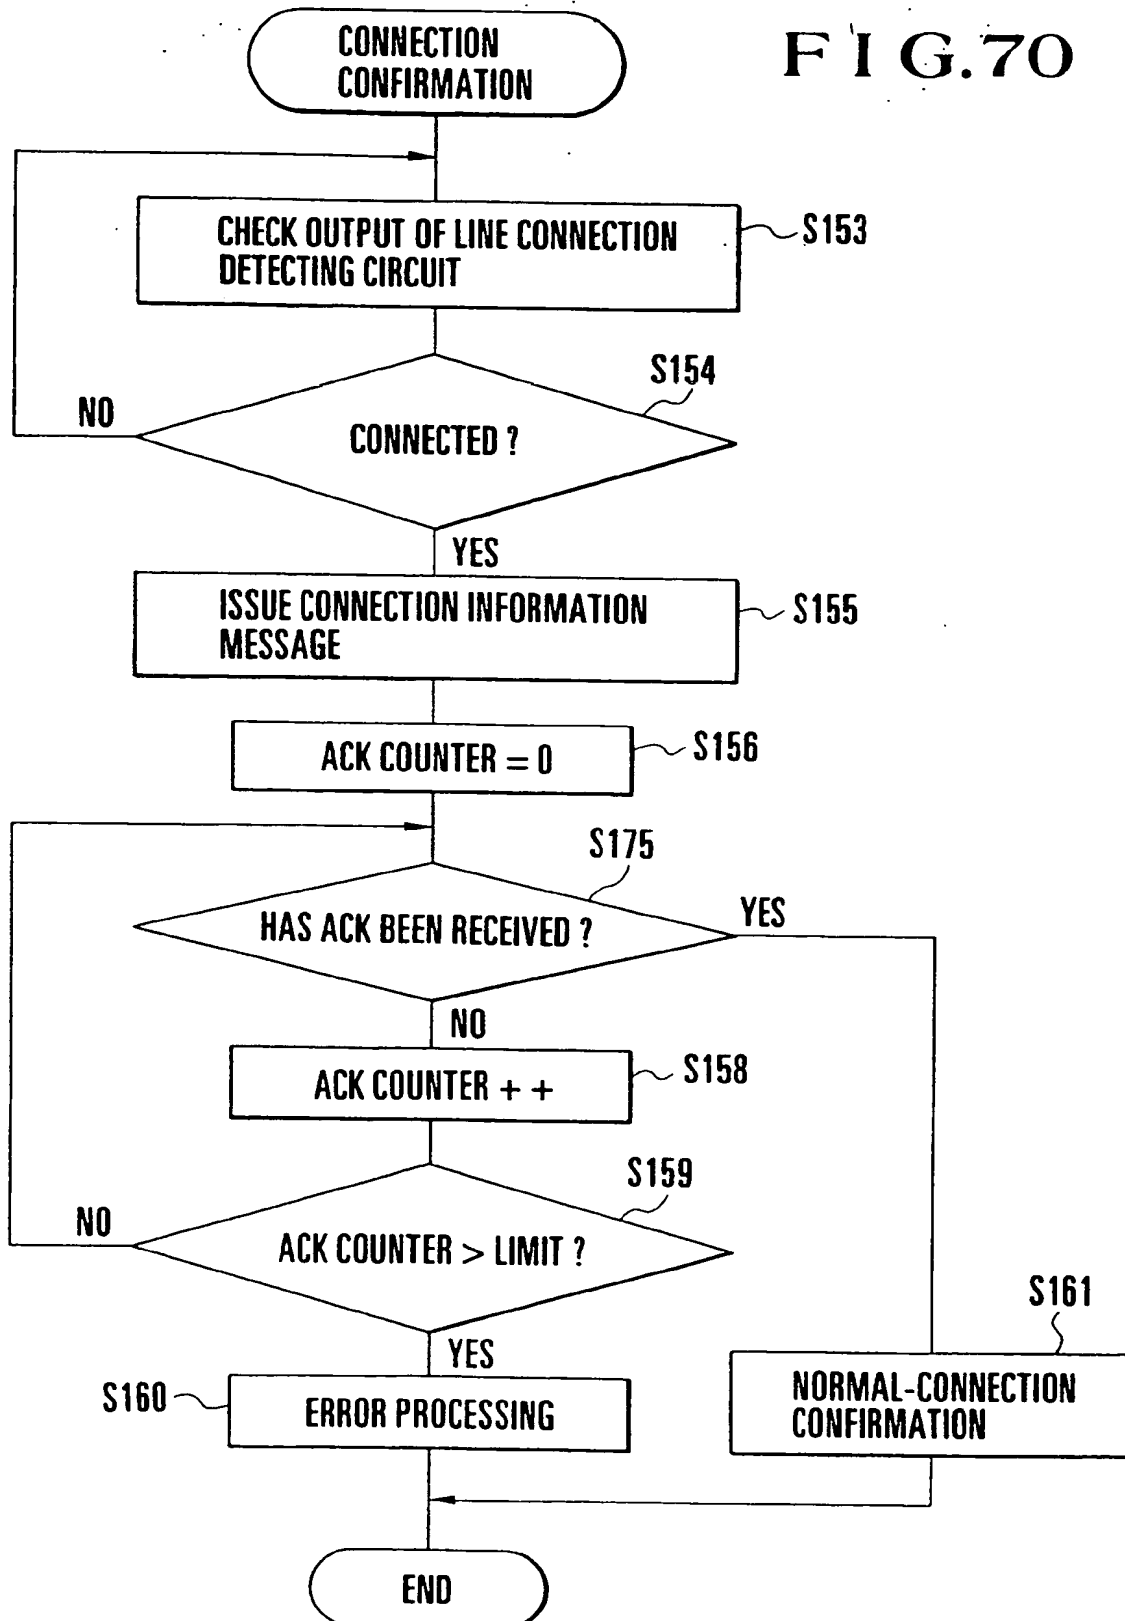 FIG.70
CONNECTION
CONFIRMATION
CHECK OUTPUT OF LINE CONNECTION
DETECTING CIRCUIT
S153
S154
NO
CONNECTED ?
YES
ISSUE CONNECTION INFORMATION
MESSAGE
S155
ACK COUNTER = 0
S156
S175
HAS ACK BEEN RECEIVED ?
YES
NO
ACK COUNTER + +
S158
S159
NO
ACK COUNTER > LIMIT ?
YES
S160
ERROR PROCESSING
S161
NORMAL-CONNECTION
CONFIRMATION
END